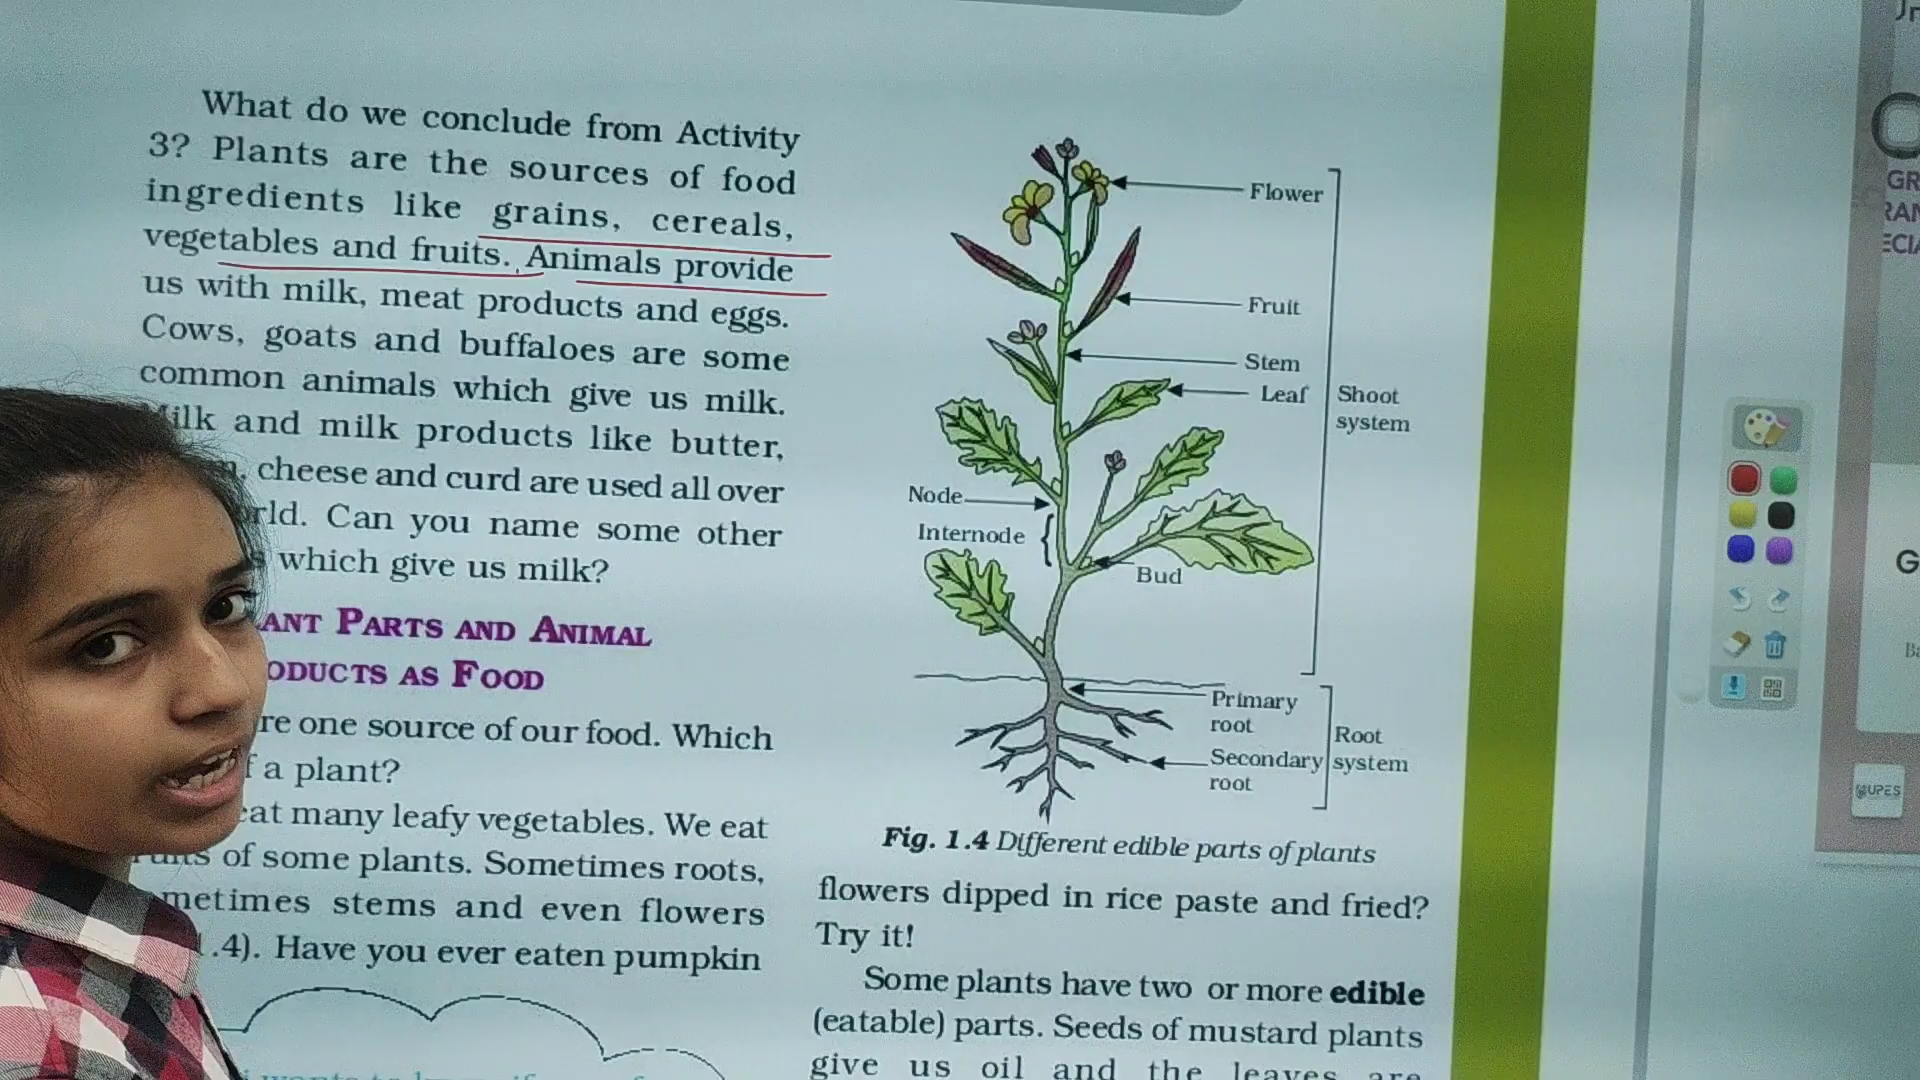 What do we conclude from Activity
3? Plants are the sources of food
ingredients like grains, cereals,
vegetables and fruits. Animals provide
us with milk, meat products and eggs.
Cows, goats and buffaloes are some
common animals which give us milk.
Milk and milk products like butter,
cheese and curd are used all over
Can you name some other
which give us milk?
PARTS AND ANIMAL
AS FOOD
one source of our food. Which
a plant?
eat many leafy vegetables. We eat
of some plants. Sometimes roots,
sometimes stems and even flowers
.4). Have you ever eaten pumpkin
Flower
Fruit
Stem
Leaf
Shoot
system
Node
Internode
Bud
Primary
root
Secondary
root
Root
system
Fig. 1.4 Different edible parts of plants
flowers dipped in rice paste and fried?
Try it!
Some plants have two or more edible
(eatable) parts. Seeds of mustard plants
give us oil and the leaves are
UPES